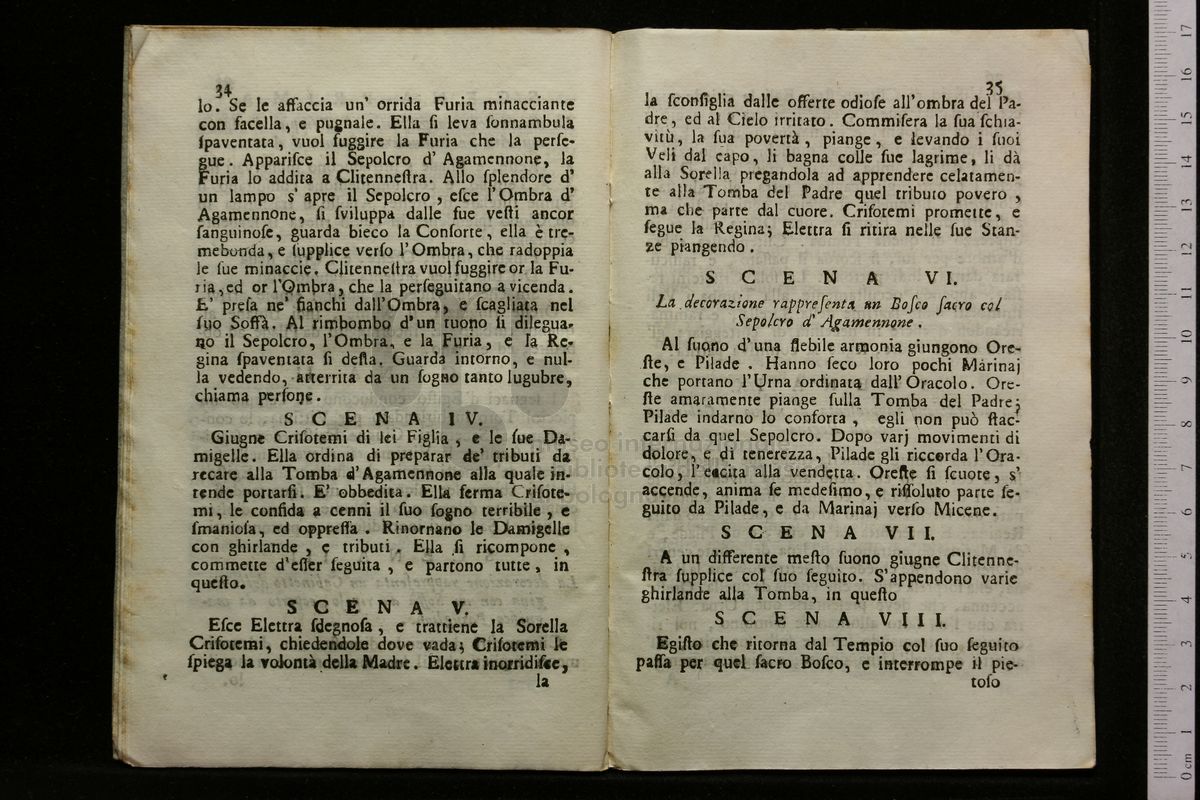 34
lo. Se le affaccia un' orrida Furia minacciante
con facella, e pugnale. Ella ſi leva ſonnambula
ſpaventata, vuol fuggire la Furia che la perſe-
gue. Appariſce il Sepolcro d' Agamennone, la
Furia lo addita a Clitenneſtra. Allo ſplendore d'
un lampo s' apre il Sepolcro, eſce l'Ombra d'
Agamennone, ſi ſviluppa dalle ſue veſti ancor
ſanguinoſe, guarda bieco la Conſorte, ella è tre-
mebonda, e ſupplice verſo l'Ombra, che radoppia
le ſue minaccie. Clitenneſtra vuol fuggire or la Fu-
ria, ed or l'Ombra, che la perſeguitano a vicenda.
E' preſa ne' fianchi dall'Ombra, e ſcagliata nel
ſuo Soffà. Al rimbombo d'un tuono ſi dilegua-
no il Sepolcro, l'Ombra, e la Furia, e la Re-
gina ſpaventata ſi deſta. Guarda intorno, e nul-
la vedendo, atterrita da un ſogno tanto lugubre,
chiama perſone.
SCENA IV.
Giugne Criſotemi di lei Figlia, e le ſue Da-
migelle. Ella ordina di preparar de' tributi da
recare alla Tomba d'Agamennone alla quale in-
tende portarſi. E' obbedita. Ella ferma Criſote-
mi, le confida a cenni il ſuo ſogno terribile, e
ſmanioſa, ed oppreſſa. Rinornano le Damigelle
con ghirlande, e tributi. Ella ſi ricompone,
commette d'eſſer ſeguita, e partono tutte, in
queſto.
SCENA V.
Eſce Elettra ſdegnoſa, e trattiene la Sorella
Criſotemi, chiedendole dove vada; Criſotemi le
ſpiega la volontà della Madre. Elettra inorridiſce,
la
35
la ſconſiglia dalle offerte odioſe all'ombra del Pa-
dre, ed al Cielo irritato. Commiſera la ſua ſchia-
vitù, la ſua povertà, piange, e levando i ſuoi
Veli dal capo, li bagna colle ſue lagrime, li dà
alla Sorella pregandola ad apprendere celatamen-
te alla Tomba del Padre quel tributo povero,
ma che parte dal cuore. Criſotemi promette, e
ſegue la Regina; Elettra ſi ritira nelle ſue Stan-
ze piangendo.
SCENA VI.
La decorazione rappreſenta un Boſco ſacro col
Sepolcro d' Agamennone.
Al ſuono d'una flebile armonia giungono Ore-
ſte, e Pilade. Hanno ſeco loro pochi Marinaj
che portano l'Urna ordinata dall'Oracolo. Ore-
ſte amaramente piange ſulla Tomba del Padre;
Pilade indarno lo conforta, egli non può ſtac-
carſi da quel Sepolcro. Dopo varj movimenti di
dolore, e di tenerezza, Pilade gli riccorda l'Ora-
colo, l'eccita alla vendetta. Oreſte ſi ſcuote, s'
accende, anima ſe medeſimo, e riſſoluto parte ſe-
guito da Pilade, e da Marinaj verſo Micene.
SCENA VII.
A un differente meſto ſuono giugne Clitenne-
ſtra ſupplice col ſuo ſeguito. S'appendono varie
ghirlande alla Tomba, in queſto
SCENA VIII.
Egiſto che ritorna dal Tempio col ſuo ſeguito
paſſa per quel ſacro Boſco, e interrompe il pie-
toſo
0 cm 1 2 3 4 5 6 7 8 9 10 11 12 13 14 15 16 17